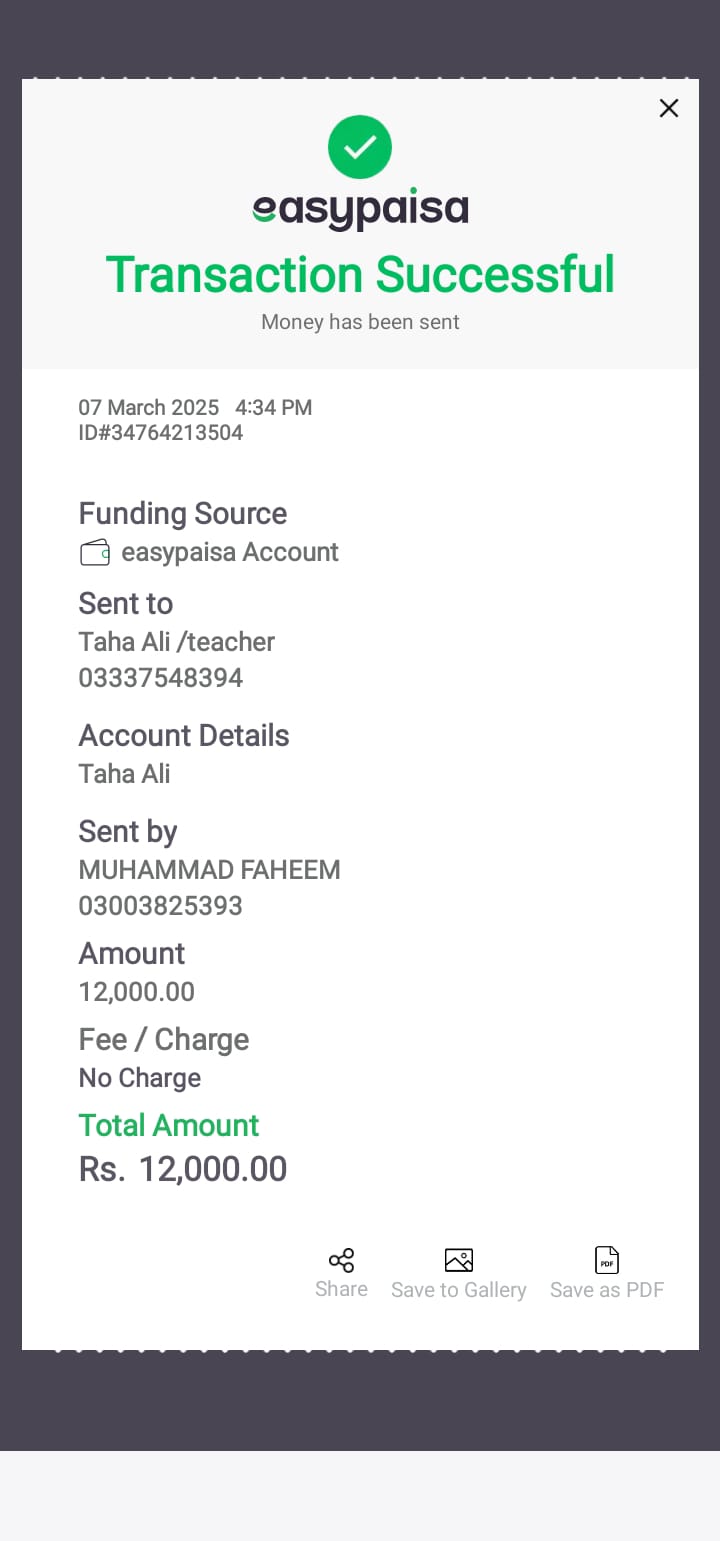 easypaisa
Transaction Successful
Money has been sent
07 March 2025 4:34 PM
ID#34764213504
Funding Source
easypaisa Account
Sent to
Taha Ali /teacher
03337548394
Account Details
Taha Ali
Sent by
MUHAMMAD FAHEEM
03003825393
Amount
12,000.00
Fee / Charge
No Charge
Total Amount
Rs. 12,000.00
PDF
Share Save to Gallery Save as PDF